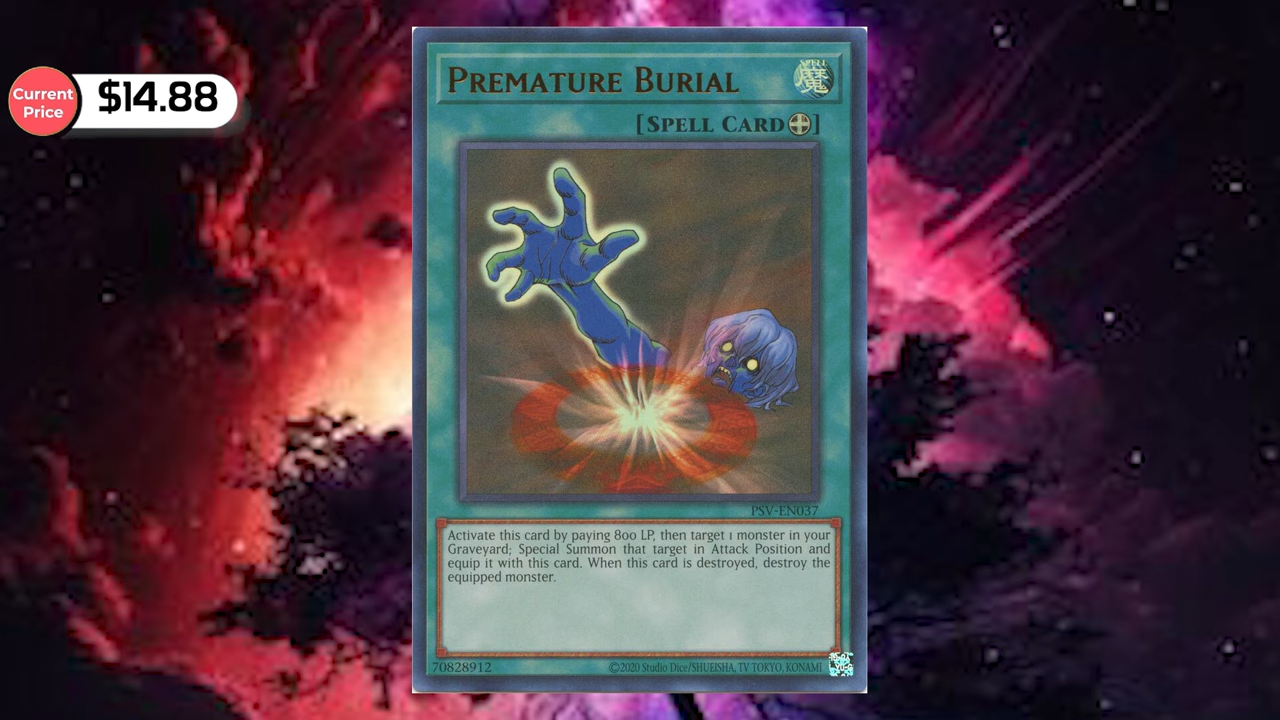 Current
Price
$14.88
PREMATURE BURIAL
SPELL
魔
[SPELL CARD]
PSV-EN037
Activate this card by paying 800 LP, then target 1 monster in your
Graveyard; Special Summon that target in Attack Position and
equip it with this card. When this card is destroyed, destroy the
equipped monster.
70828912
©2020 Studio Dice/SHUEISHA, TV TOKYO, KONAMI